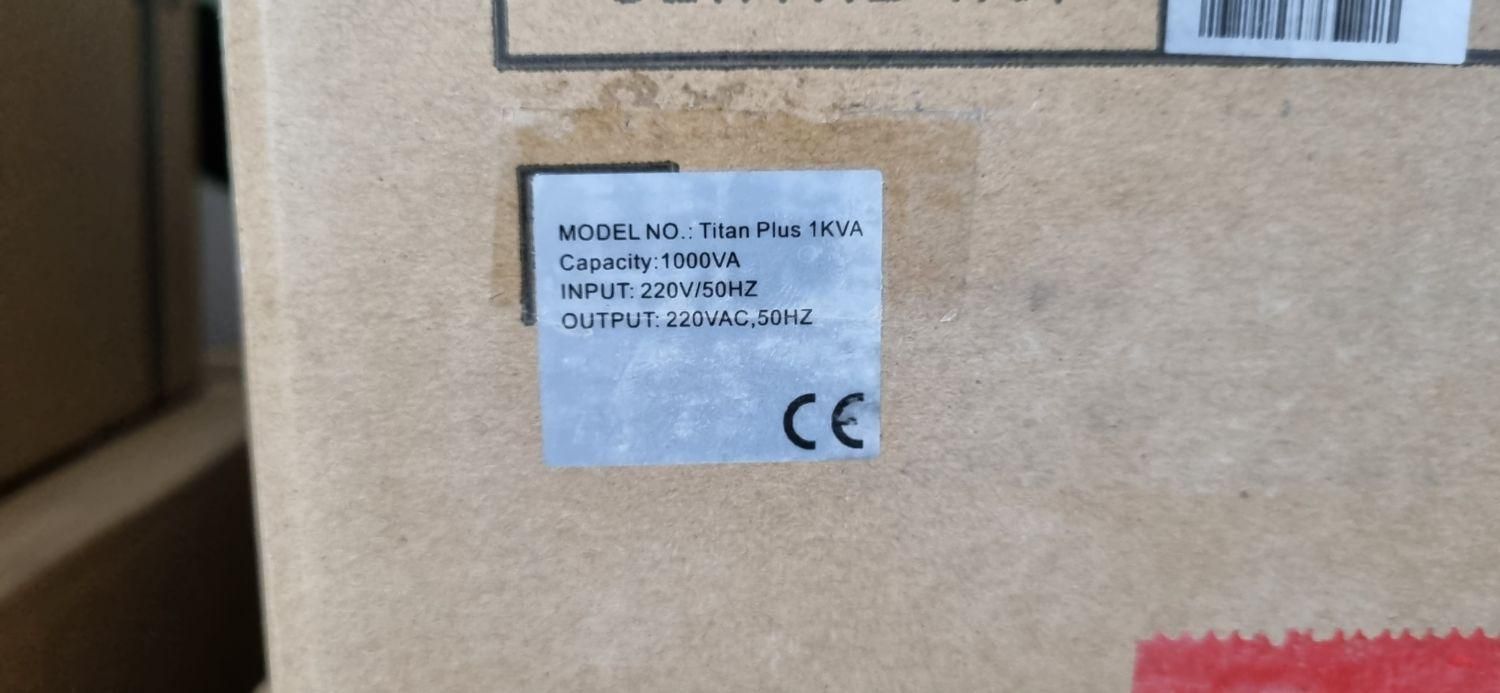 MODEL NO.: Titan Plus 1KVA
Capacity:1000VA
INPUT: 220V/50HZ
OUTPUT: 220VAC,50HZ
CE